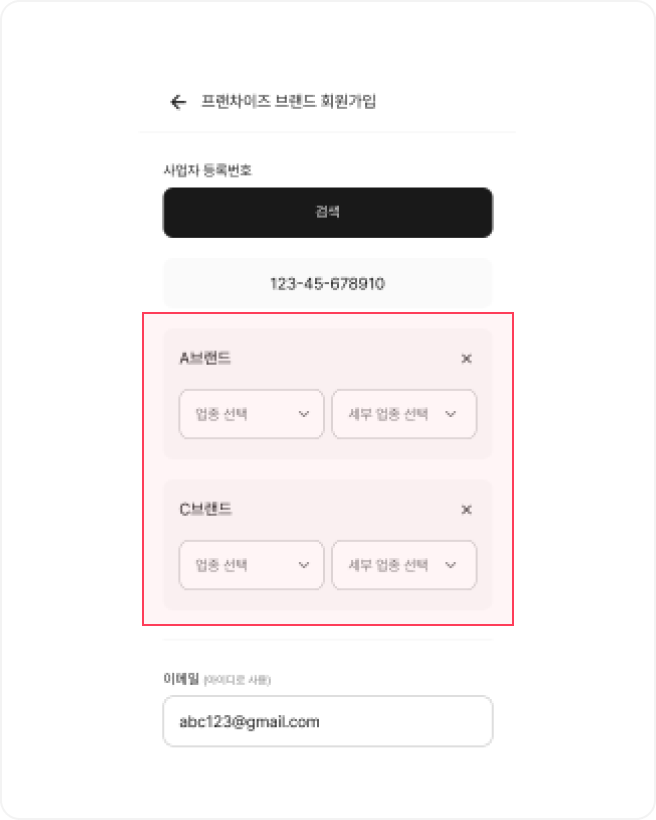 프랜차이즈 브랜드 회원가입
사업자 등록번호
검색
123-45-678910
A브랜드
업종 선택
세부 업종 선택
C브랜드
업종 선택
세부 업종 선택
이메일 (아이디로 사용)
abc123@gmail.com